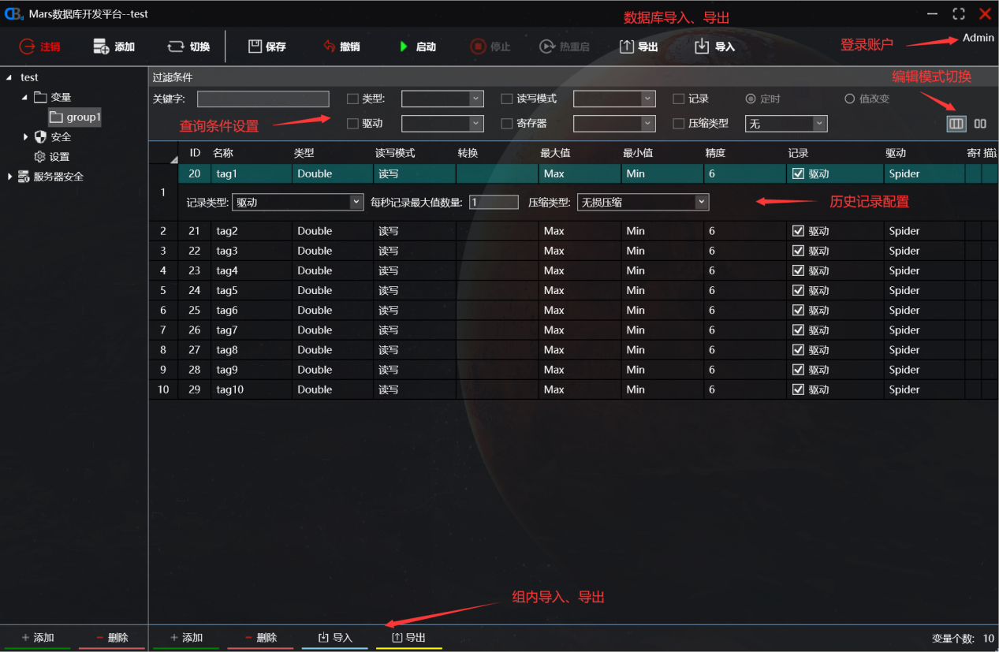 Mars数据库开发平台--test
数据库导入、导出
注销 添加 切换 保存 撤销 启动 停止 热重启 导出 导入
登录账户
Admin
test
变量
group1
安全
设置
服务器安全
过滤条件
编辑模式切换
关键字: 类型: 读写模式 记录 定时 值改变
查询条件设置
驱动 寄存器 压缩类型 无
ID 名称 类型 读写模式 转换 最大值 最小值 精度 记录 驱动
20 tag1 Double 读写 Max Min 6 驱动 Spider
1
记录类型: 驱动 每秒记录最大值数量: 1 压缩类型: 无损压缩
历史记录配置
2 21 tag2 Double 读写 Max Min 6 驱动 Spider
3 22 tag3 Double 读写 Max Min 6 驱动 Spider
4 23 tag4 Double 读写 Max Min 6 驱动 Spider
5 24 tag5 Double 读写 Max Min 6 驱动 Spider
6 25 tag6 Double 读写 Max Min 6 驱动 Spider
7 26 tag7 Double 读写 Max Min 6 驱动 Spider
8 27 tag8 Double 读写 Max Min 6 驱动 Spider
9 28 tag9 Double 读写 Max Min 6 驱动 Spider
10 29 tag10 Double 读写 Max Min 6 驱动 Spider
组内导入、导出
添加 删除 添加 删除 导入 导出
变量个数: 10